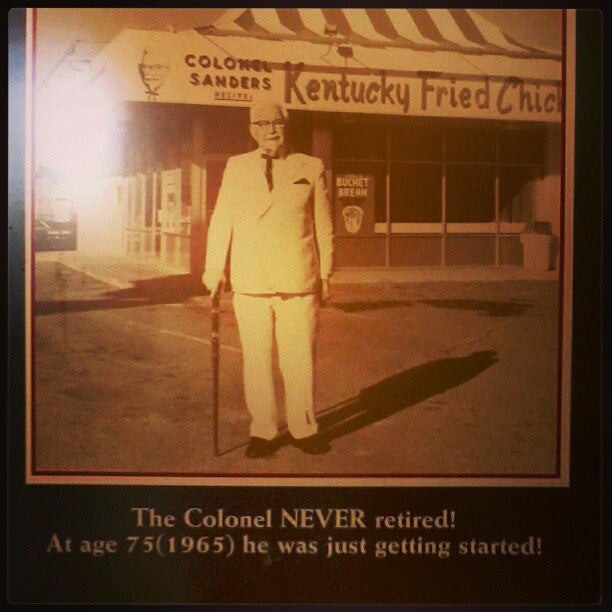 COLONEL
SANDERS
RECIPE
Kentucky Fried Chic
BUCKET
BREAK
The Colonel NEVER retired!
At age 75(1965) he was just getting started!